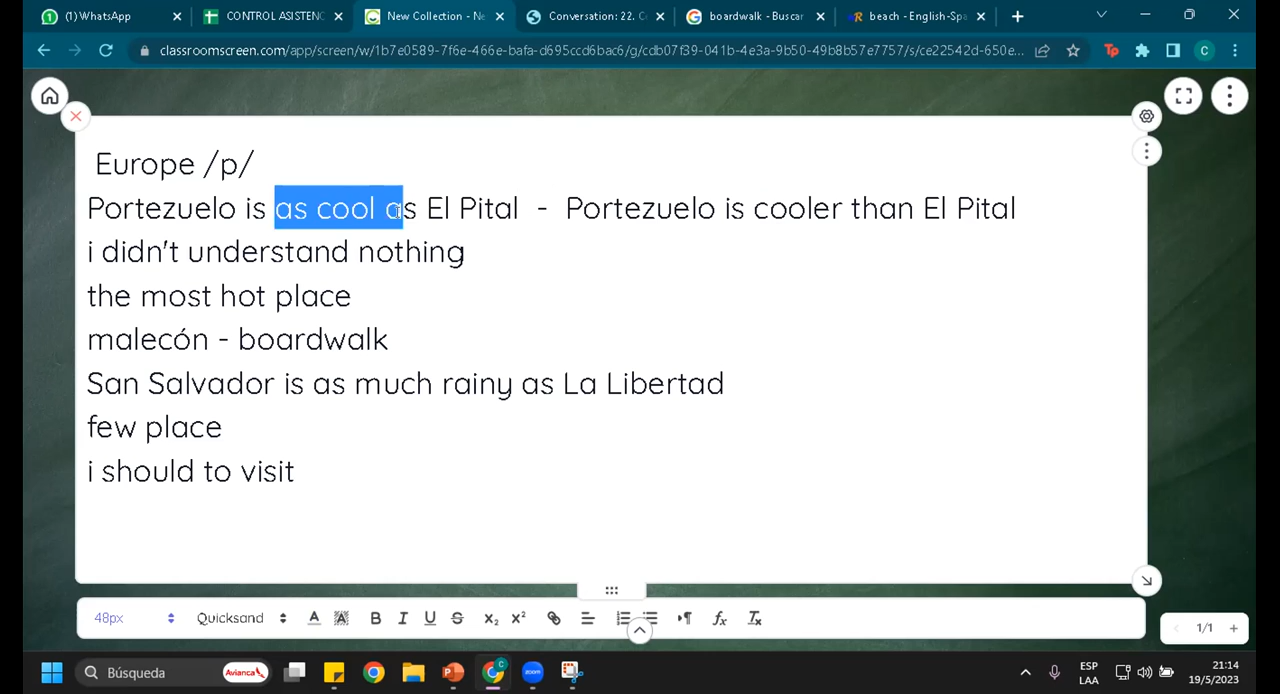 (1) WhatsApp
CONTROL ASISTENC
New Collection - Ne
Conversation: 22. C
boardwalk - Buscar
beach - English-Spa
classroomscreen.com/app/screen/w/1b7e0589-7f6e-466e-bafa-d695ccd6bac6/g/cdb07f39-041b-4e3a-9b50-49b8b57e7757/s/ce22542d-650e...
Tp
C
Europe /p/
Portezuelo is as cool as El Pital - Portezuelo is cooler than El Pital
i didn't understand nothing
the most hot place
malecón - boardwalk
San Salvador is as much rainy as La Libertad
few place
i should to visit
48px
Quicksand
1/1
Búsqueda
Avianca
zoom
ESP
LAA
21:14
19/5/2023